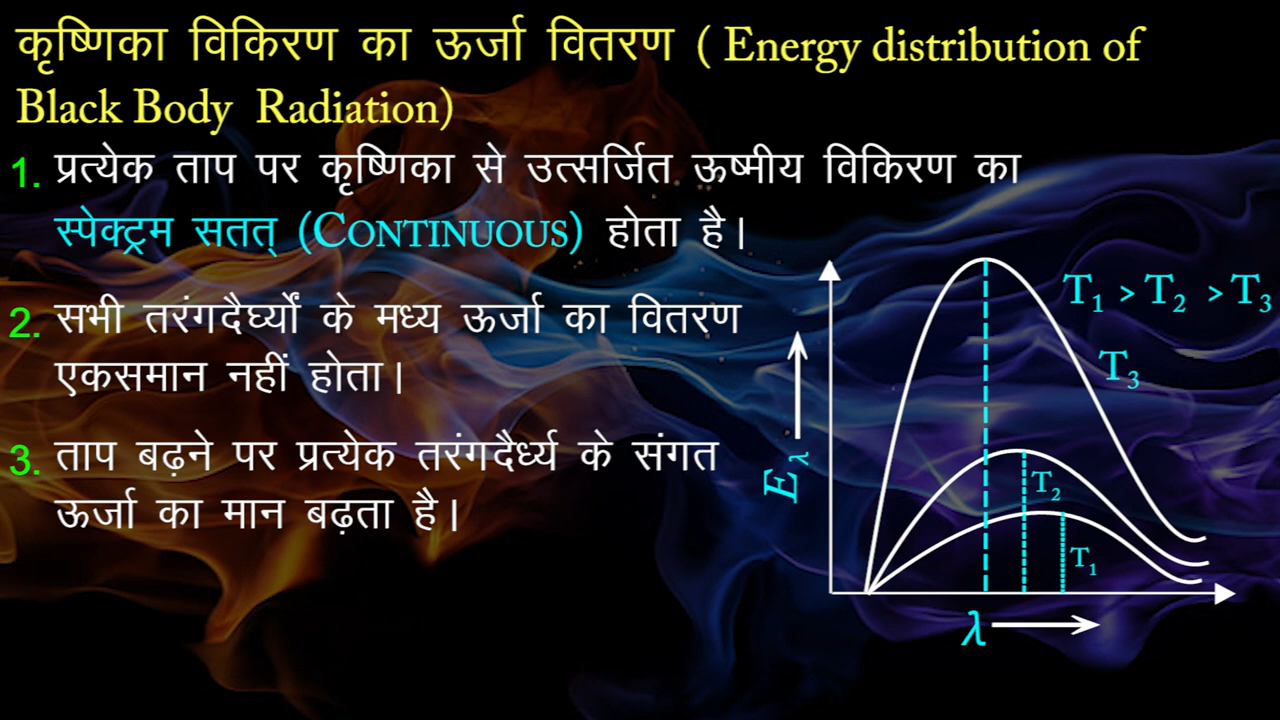 कृष्णिका विकिरण का ऊर्जा वितरण ( Energy distribution of
Black Body Radiation)
1. प्रत्येक ताप पर कृष्णिका से उत्सर्जित ऊष्मीय विकिरण का
स्पेक्ट्रम सतत् (CONTINUOUS) होता है।
2. सभी तरंगदैर्घ्यों के मध्य ऊर्जा का वितरण
एकसमान नहीं होता।
3. ताप बढ़ने पर प्रत्येक तरंगदैर्ध्य के संगत
ऊर्जा का मान बढ़ता है।
T₁ > T₂ > T₃
T₃
T₂
T₁
E λ
λ